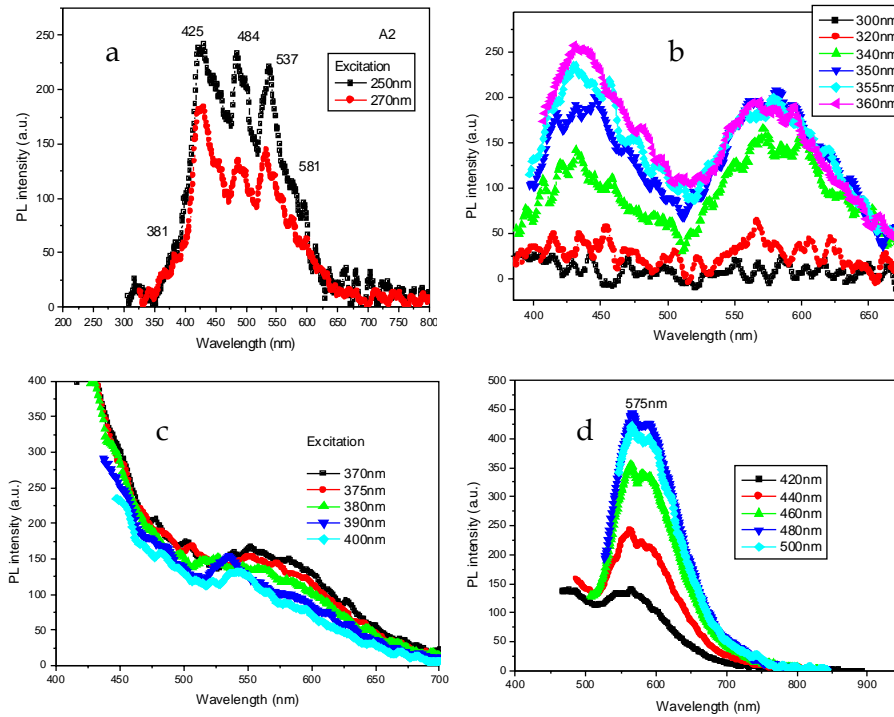 a
A2
425
484
537
581
381
Excitation
250nm
270nm
PL intensity (a.u.)
250
200
150
100
50
0
200 250 300 350 400 450 500 550 600 650 700 750 800
Wavelength (nm)
b
300nm
320nm
340nm
350nm
355nm
360nm
PL intensity (a.u.)
300
250
200
150
100
50
0
400 450 500 550 600 650
Wavelength (nm)
c
Excitation
370nm
375nm
380nm
390nm
400nm
PL intensity (a.u.)
400
350
300
250
200
150
100
50
0
400 450 500 550 600 650 700
Wavelength (nm)
d
575nm
420nm
440nm
460nm
480nm
500nm
PL intensity (a.u.)
500
450
400
350
300
250
200
150
100
50
0
400 500 600 700 800 900
Wavelength (nm)